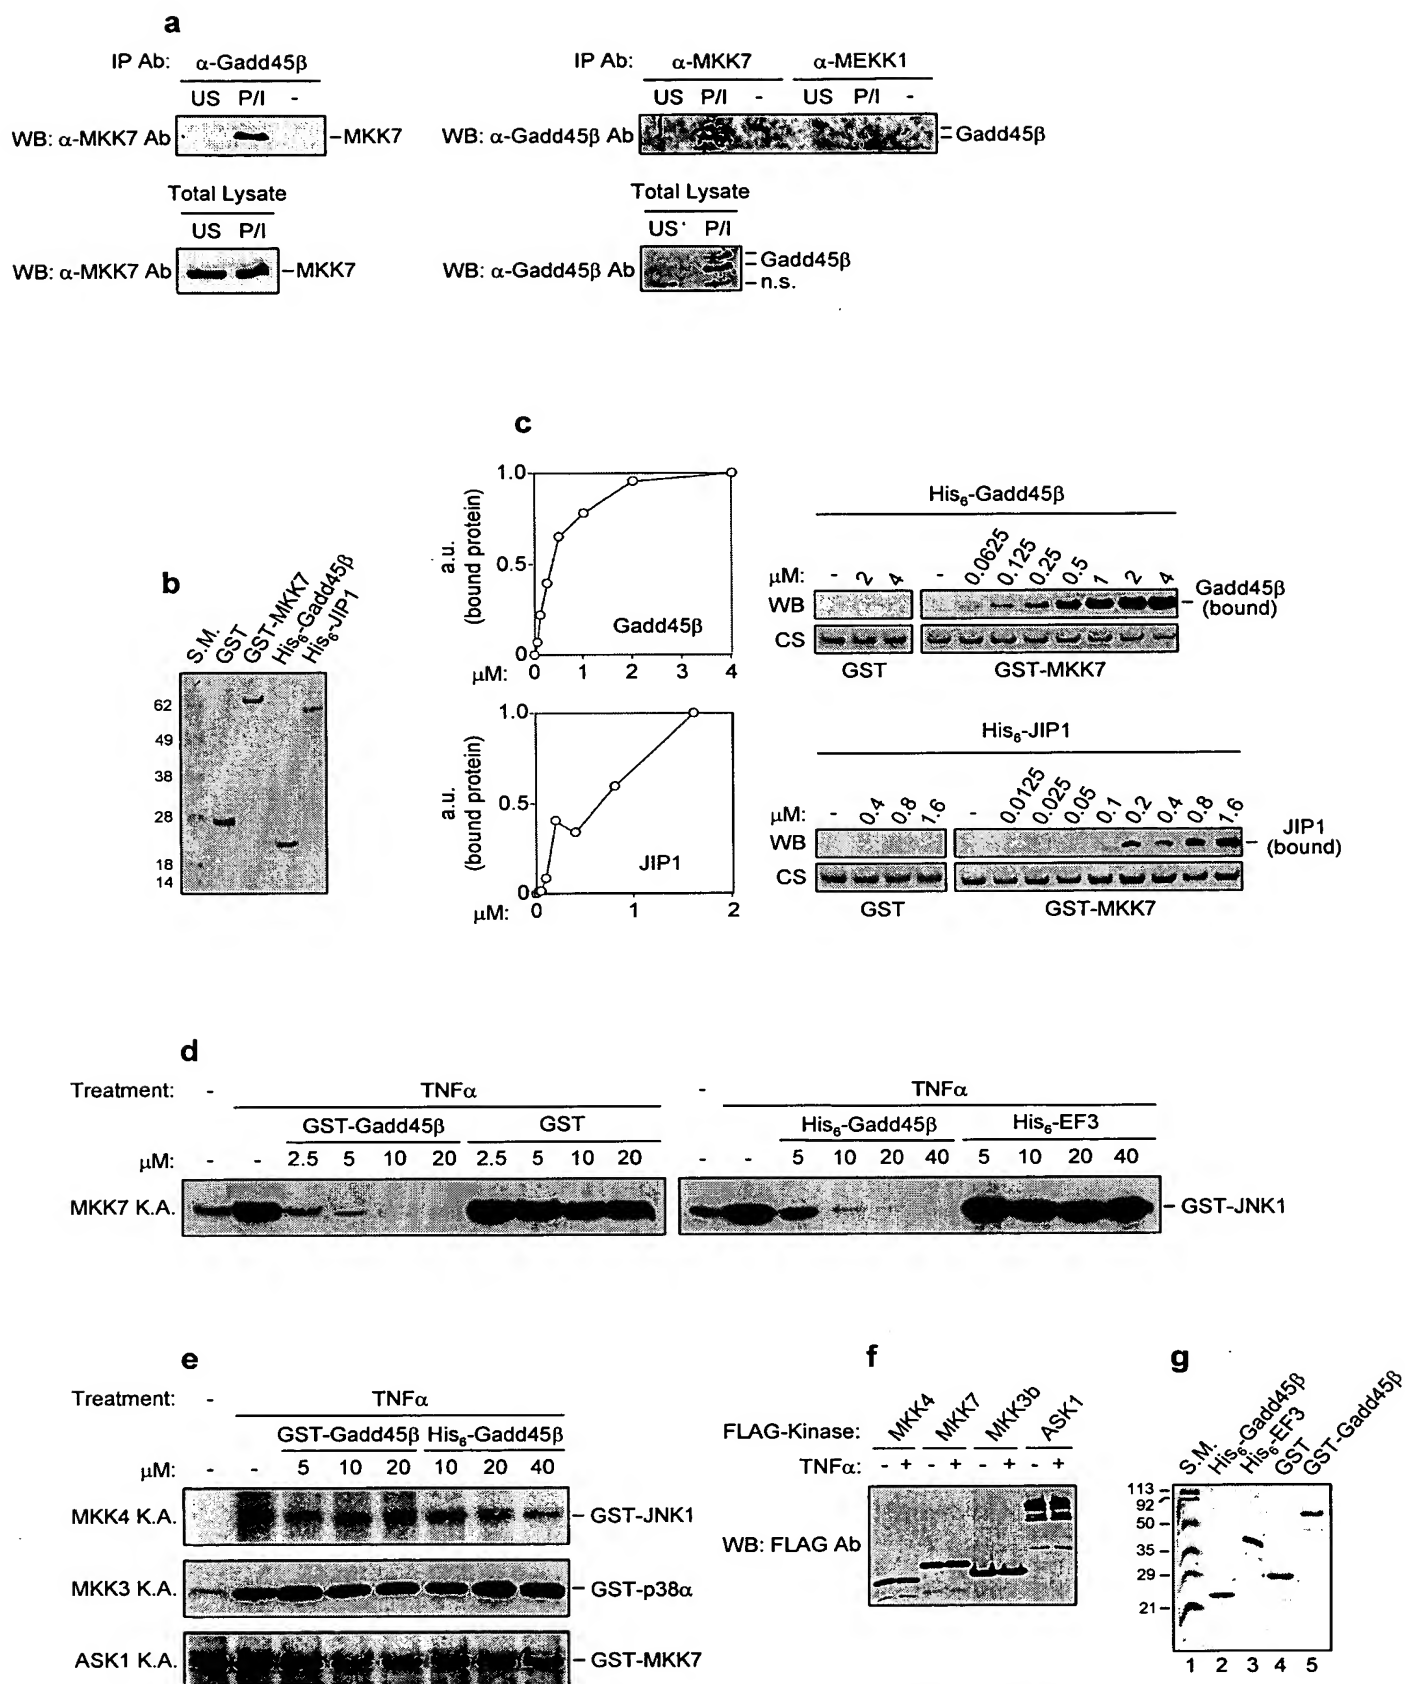 a
IP Ab: α-Gadd45β
US P/I -
WB: α-MKK7 Ab -MKK7
Total Lysate
US P/I
WB: α-MKK7 Ab -MKK7
IP Ab: α-MKK7 α-MEKK1
US P/I - US P/I -
WB: α-Gadd45β Ab Gadd45β
Total Lysate
US P/I
WB: α-Gadd45β Ab Gadd45β
n.s.
b
S.M. GST GST-MKK7 His6-Gadd45β His6-JIP1
62
49
38
28
18
14
c
a.u. (bound protein)
1.0
0.5
0
Gadd45β
μM: 0 1 2 3 4
His6-Gadd45β
μM: - 2 4 - 0.0625 0.125 0.25 0.5 1 2 4
WB Gadd45β (bound)
CS
GST GST-MKK7
a.u. (bound protein)
1.0
0.5
0
JIP1
μM: 0 1 2
His6-JIP1
μM: - 0.4 0.8 1.6 - 0.0125 0.025 0.05 0.1 0.2 0.4 0.8 1.6
WB JIP1 (bound)
CS
GST GST-MKK7
d
Treatment: - TNFα - TNFα
GST-Gadd45β GST His6-Gadd45β His6-EF3
μM: - - 2.5 5 10 20 2.5 5 10 20 - - 5 10 20 40 5 10 20 40
MKK7 K.A. - GST-JNK1
e
Treatment: - TNFα
GST-Gadd45β His6-Gadd45β
μM: - - 5 10 20 10 20 40
MKK4 K.A. - GST-JNK1
MKK3 K.A. - GST-p38α
ASK1 K.A. - GST-MKK7
f
FLAG-Kinase: MKK4 MKK7 MKK3b ASK1
TNFα: - + - + - + - +
WB: FLAG Ab
g
S.M. His6-Gadd45β His6-EF3 GST GST-Gadd45β
113
92
50
35
29
21
1 2 3 4 5